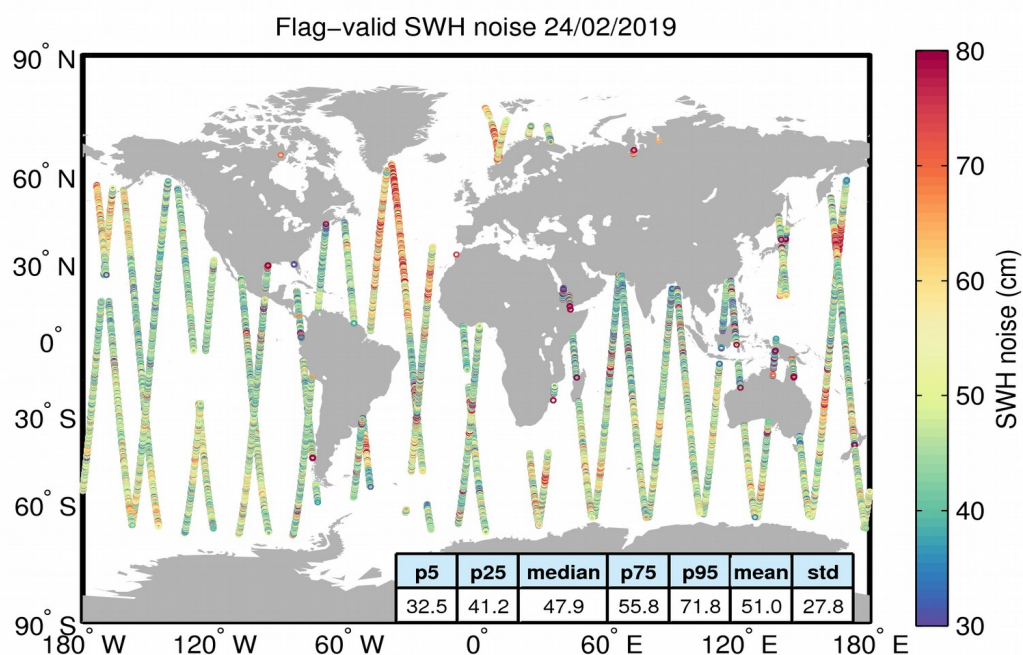 Flag−valid SWH noise 24/02/2019
90° N
60° N
30° N
0°
30° S
60° S
90° S
180° W
120° W
60° W
0°
60° E
120° E
180° E
p5 p25 median p75 p95 mean std
32.5 41.2 47.9 55.8 71.8 51.0 27.8
80
70
60
50
40
30
SWH noise (cm)